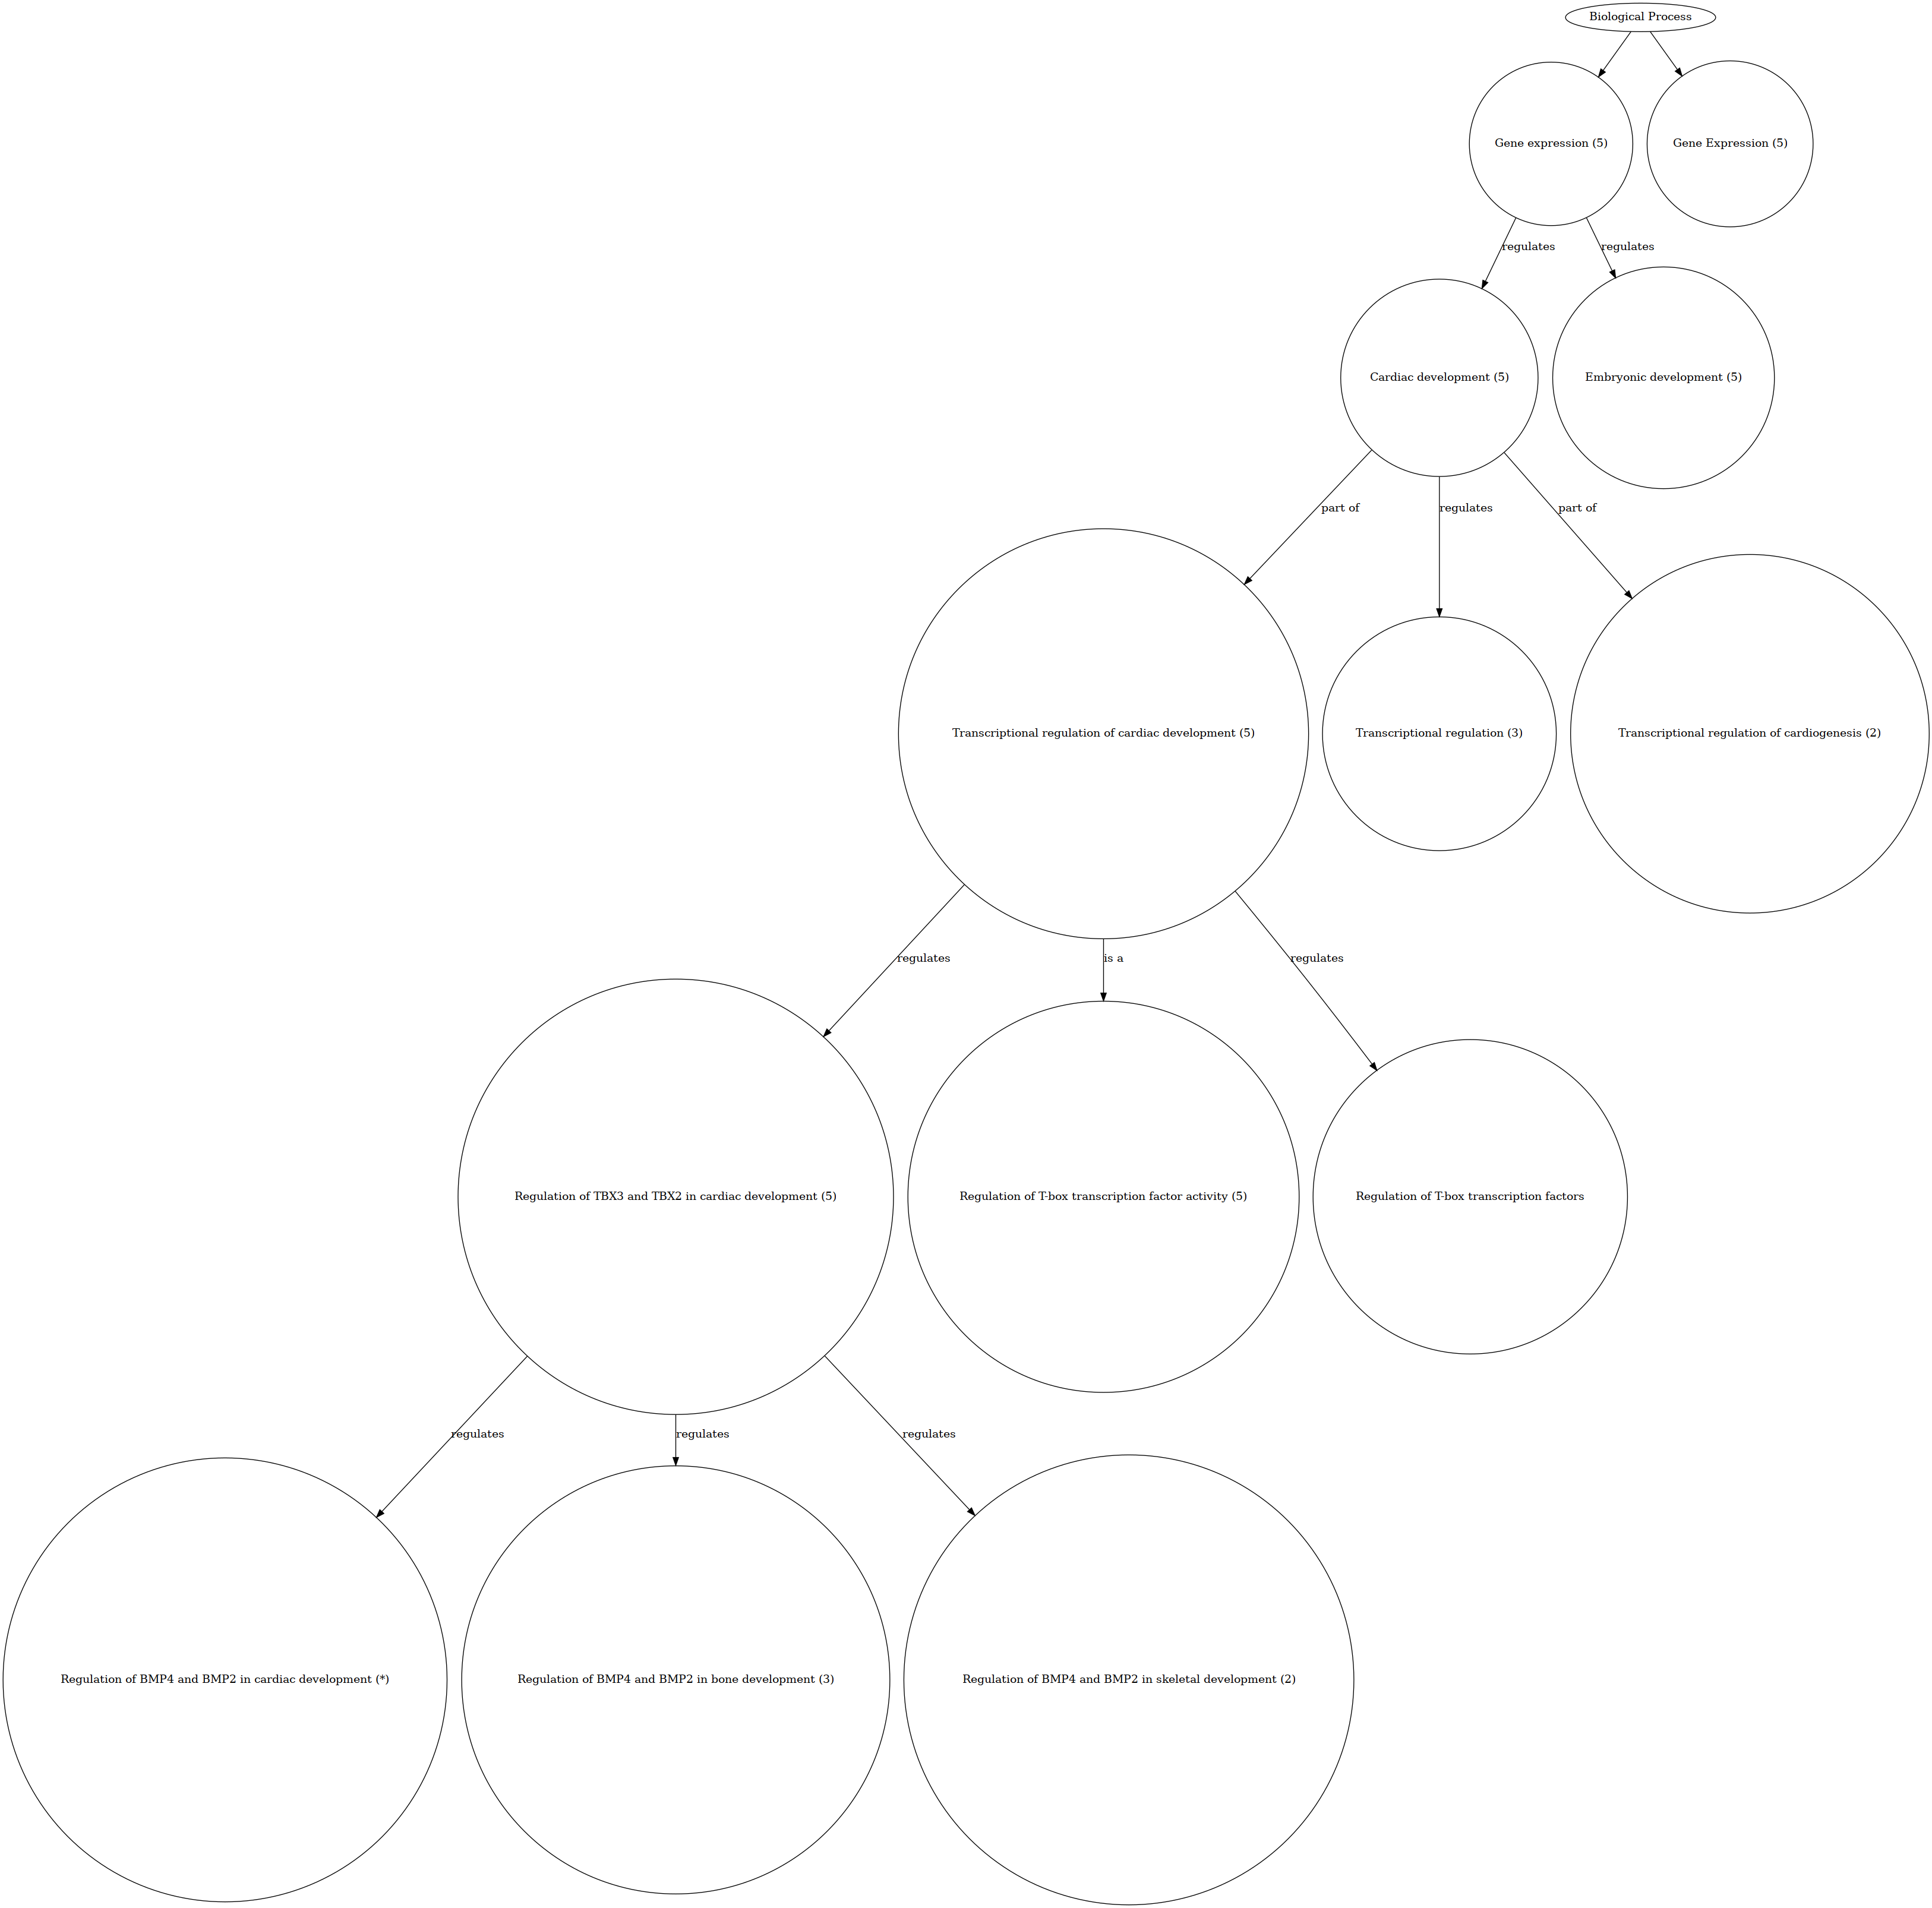 Biological Process
Gene expression (5)
Gene Expression (5)
regulates
regulates
Cardiac development (5)
Embryonic development (5)
part of
regulates
part of
Transcriptional regulation of cardiac development (5)
Transcriptional regulation (3)
Transcriptional regulation of cardiogenesis (2)
regulates
is a
regulates
Regulation of TBX3 and TBX2 in cardiac development (5)
Regulation of T-box transcription factor activity (5)
Regulation of T-box transcription factors
regulates
regulates
regulates
Regulation of BMP4 and BMP2 in cardiac development (*)
Regulation of BMP4 and BMP2 in bone development (3)
Regulation of BMP4 and BMP2 in skeletal development (2)